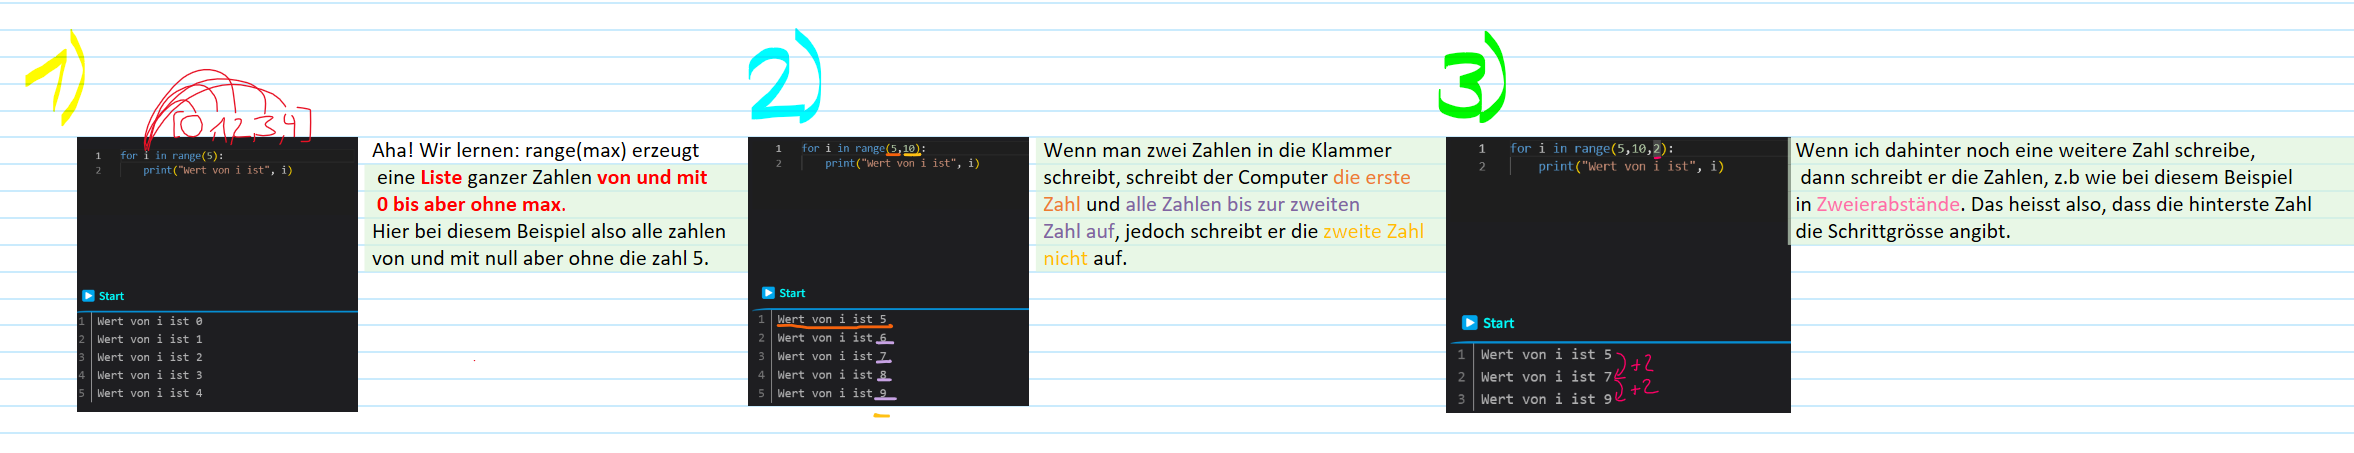 1)
[0,1,2,3,4]
1 for i in range(5):
2 print("Wert von i ist", i)
Start
1 Wert von i ist 0
2 Wert von i ist 1
3 Wert von i ist 2
4 Wert von i ist 3
5 Wert von i ist 4
Aha! Wir lernen: range(max) erzeugt
eine Liste ganzer Zahlen von und mit
0 bis aber ohne max.
Hier bei diesem Beispiel also alle zahlen
von und mit null aber ohne die zahl 5.
2)
1 for i in range(5,10):
2 print("Wert von i ist", i)
Start
1 Wert von i ist 5
2 Wert von i ist 6
3 Wert von i ist 7
4 Wert von i ist 8
5 Wert von i ist 9
Wenn man zwei Zahlen in die Klammer
schreibt, schreibt der Computer die erste
Zahl und alle Zahlen bis zur zweiten
Zahl auf, jedoch schreibt er die zweite Zahl
nicht auf.
3)
1 for i in range(5,10,2):
2 print("Wert von i ist", i)
Start
1 Wert von i ist 5
+2
2 Wert von i ist 7
+2
3 Wert von i ist 9
Wenn ich dahinter noch eine weitere Zahl schreibe,
dann schreibt er die Zahlen, z.b wie bei diesem Beispiel
in Zweierabstände. Das heisst also, dass die hinterste Zahl
die Schrittgrösse angibt.